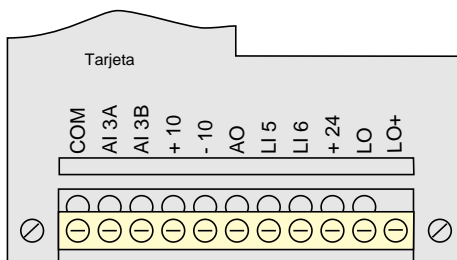 Tarjeta
COM
AI 3A
AI 3B
+ 10
- 10
AO
LI 5
LI 6
+ 24
LO
LO+